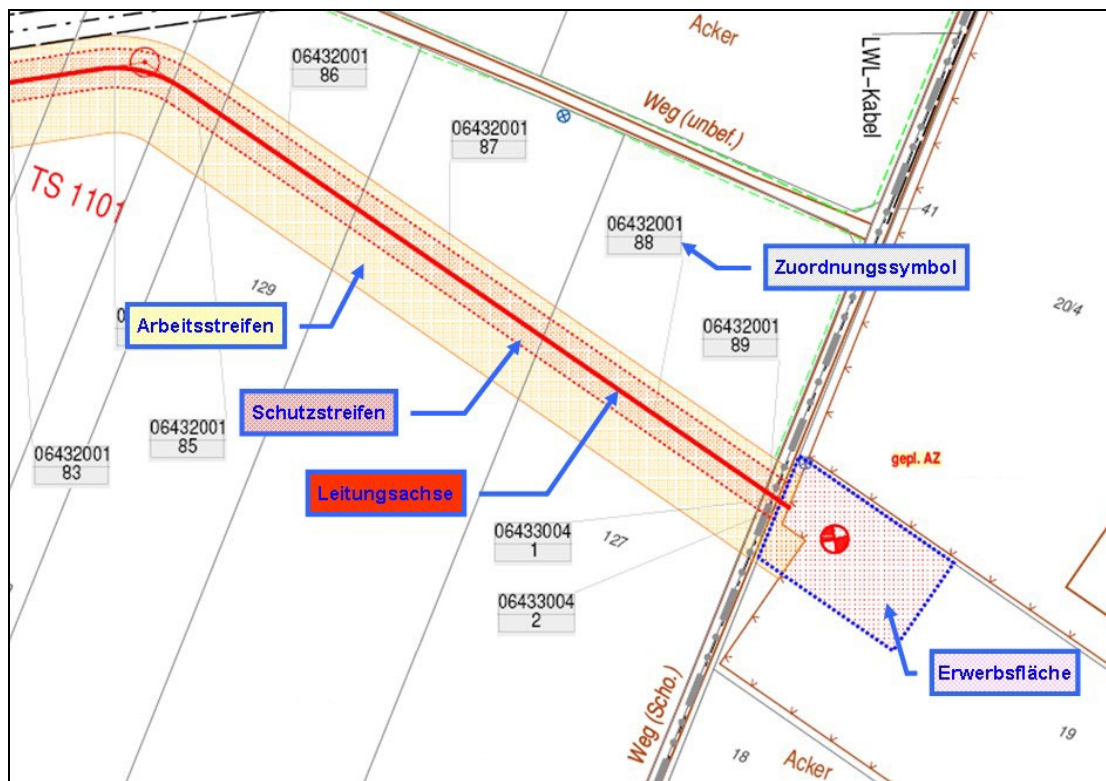 Acker
LWL-Kabel
06432001
86
Weg (unbef.)
06432001
87
TS 1101
41
06432001
88
Zuordnungssymbol
129
20/4
Arbeitsstreifen
06432001
89
Schutzstreifen
06432001
85
06432001
83
gepl. AZ
Leitungsachse
06433004
1
127
06433004
2
Erwerbsfläche
Weg (Scho.)
19
18
Acker